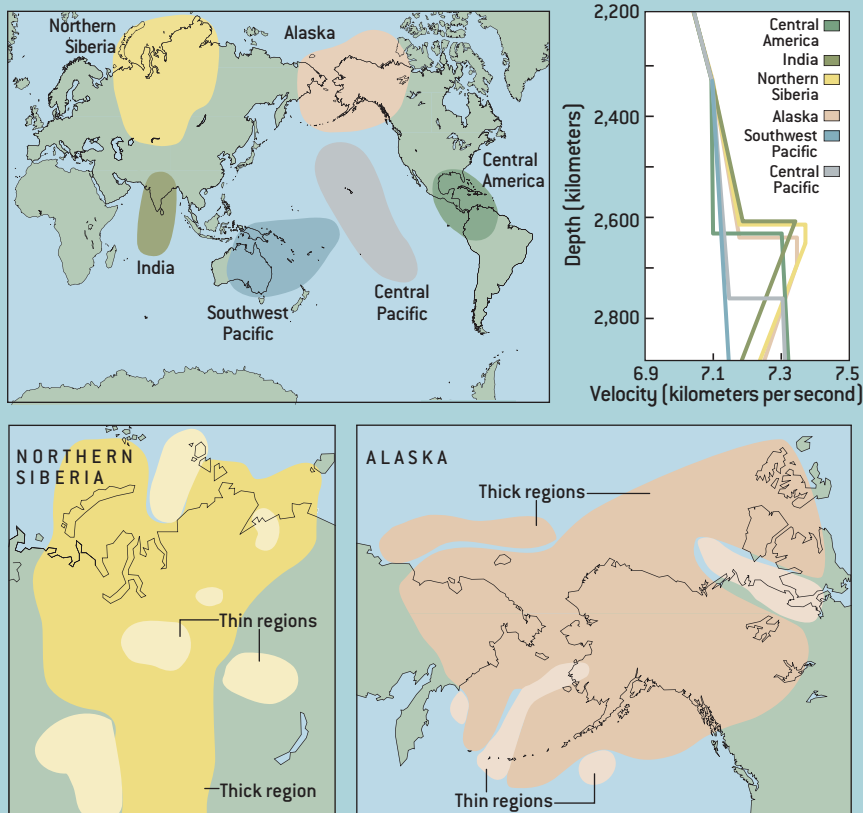 Northern
Siberia
Alaska
Central
America
India
Southwest
Pacific
Central
Pacific
2,200
2,400
2,600
2,800
Depth (kilometers)
6.9 7.1 7.3 7.5
Velocity (kilometers per second)
Central
America
India
Northern
Siberia
Alaska
Southwest
Pacific
Central
Pacific
NORTHERN
SIBERIA
Thin regions
Thick region
ALASKA
Thick regions
Thin regions